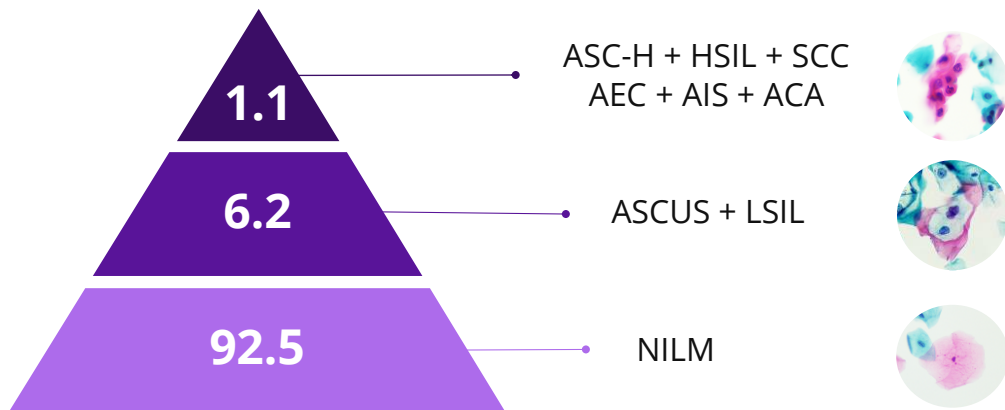 ASC-H + HSIL + SCC
AEC + AIS + ACA
1.1
6.2
ASCUS + LSIL
92.5
NILM